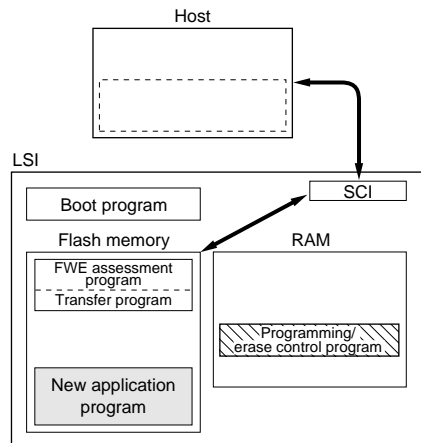 Host
LSI
SCI
Boot program
Flash memory
RAM
FWE assessment
program
Transfer program
Programming/
erase control program
New application
program